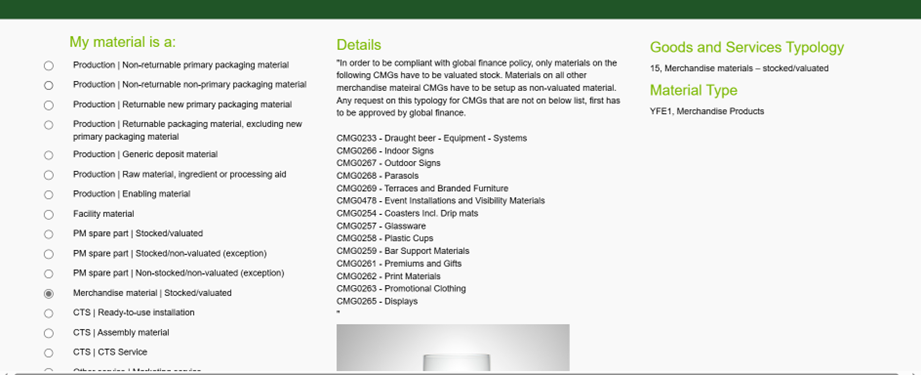 My material is a:
Production | Non-returnable primary packaging material
Production | Non-returnable non-primary packaging material
Production | Returnable new primary packaging material
Production | Returnable packaging material, excluding new
primary packaging material
Production | Generic deposit material
Production | Raw material, ingredient or processing aid
Production | Enabling material
Facility material
PM spare part | Stocked/valuated
PM spare part | Stocked/non-valuated (exception)
PM spare part | Non-stocked/non-valuated (exception)
Merchandise material | Stocked/valuated
CTS | Ready-to-use installation
CTS | Assembly material
CTS | CTS Service
Other service | Marketing service
Details
"In order to be compliant with global finance policy, only materials on the
following CMGs have to be valuated stock. Materials on all other
merchandise mateiral CMGs have to be setup as non-valuated material.
Any request on this typology for CMGs that are not on below list, first has
to be approved by global finance.
CMG0233 - Draught beer - Equipment - Systems
CMG0266 - Indoor Signs
CMG0267 - Outdoor Signs
CMG0268 - Parasols
CMG0269 - Terraces and Branded Furniture
CMG0478 - Event Installations and Visibility Materials
CMG0254 - Coasters Incl. Drip mats
CMG0257 - Glassware
CMG0258 - Plastic Cups
CMG0259 - Bar Support Materials
CMG0261 - Premiums and Gifts
CMG0262 - Print Materials
CMG0263 - Promotional Clothing
CMG0265 - Displays
"
Goods and Services Typology
15, Merchandise materials – stocked/valuated
Material Type
YFE1, Merchandise Products